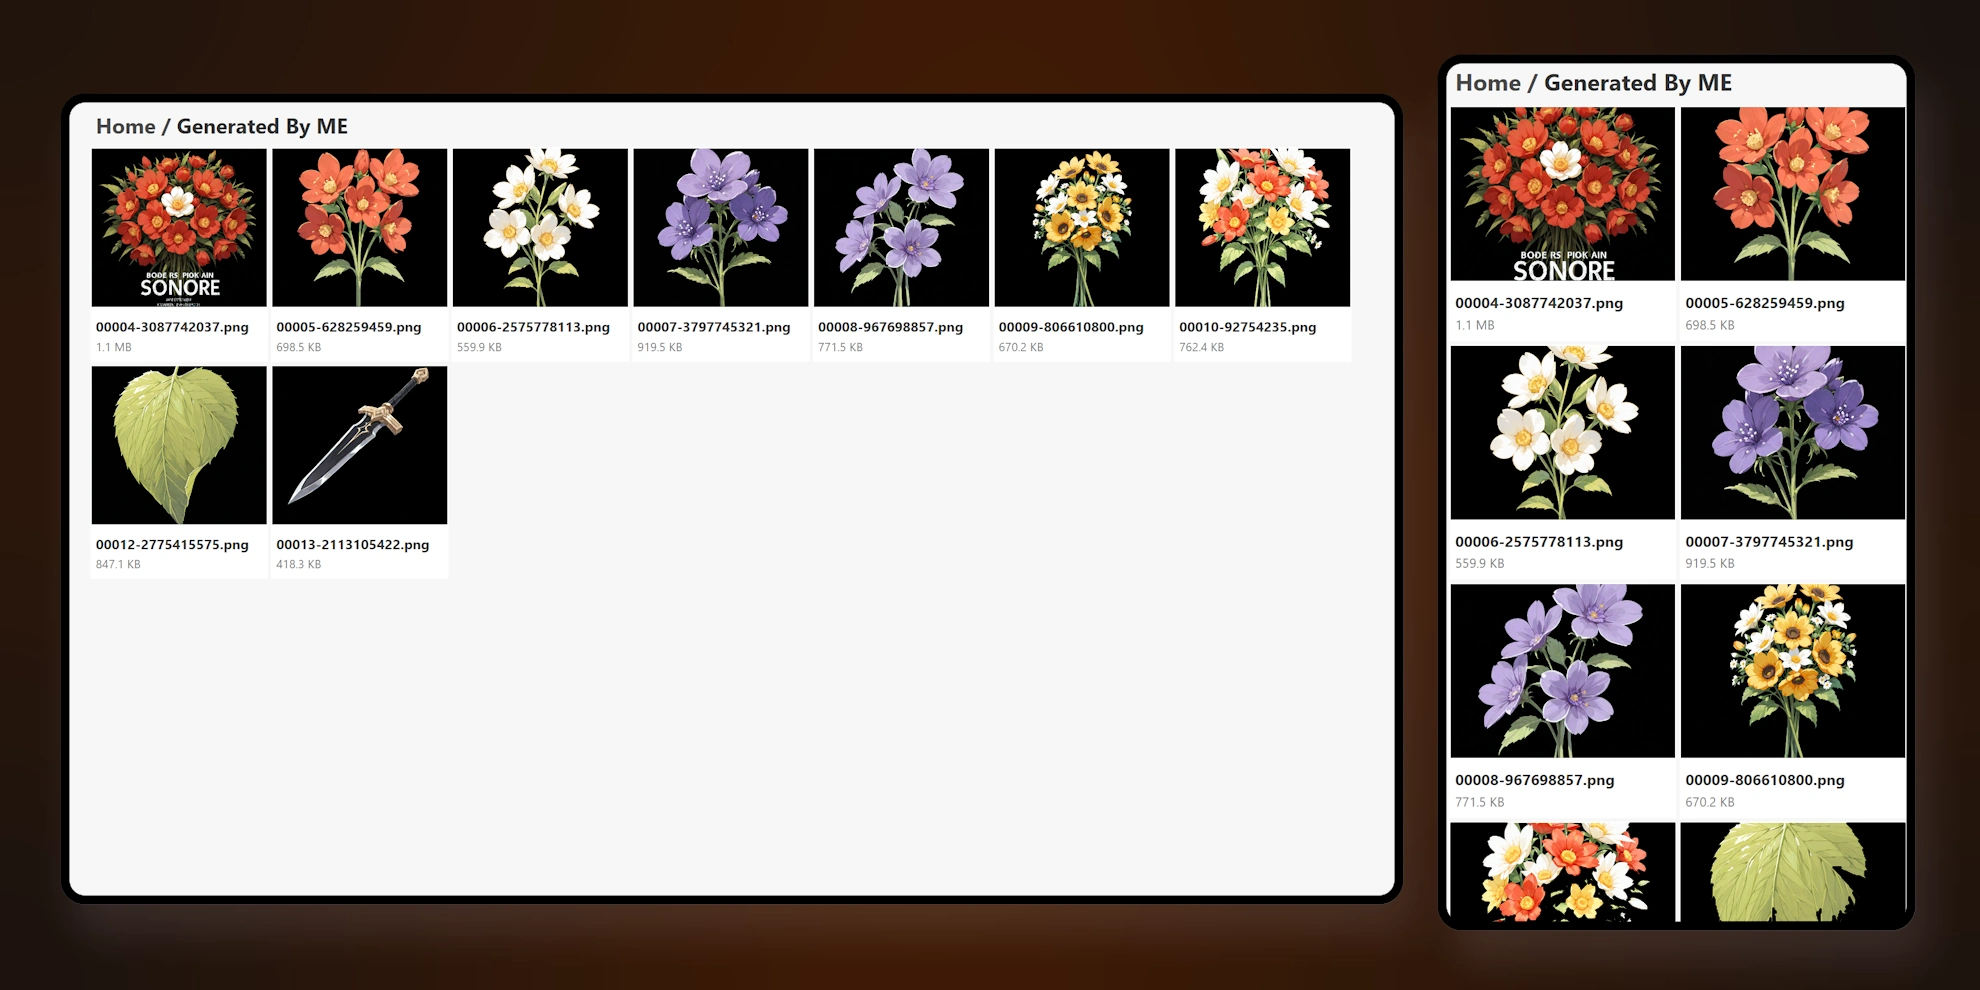 Home / Generated By ME
BODE RS PIOK AIN
SONORE
00004-3087742037.png
1.1 MB
00005-628259459.png
698.5 KB
00006-2575778113.png
559.9 KB
00007-3797745321.png
919.5 KB
00008-967698857.png
771.5 KB
00009-806610800.png
670.2 KB
00010-92754235.png
762.4 KB
00012-2775415575.png
847.1 KB
00013-2113105422.png
418.3 KB
Home / Generated By ME
BODE RS PIOK AIN
SONORE
00004-3087742037.png
1.1 MB
00005-628259459.png
698.5 KB
00006-2575778113.png
559.9 KB
00007-3797745321.png
919.5 KB
00008-967698857.png
771.5 KB
00009-806610800.png
670.2 KB